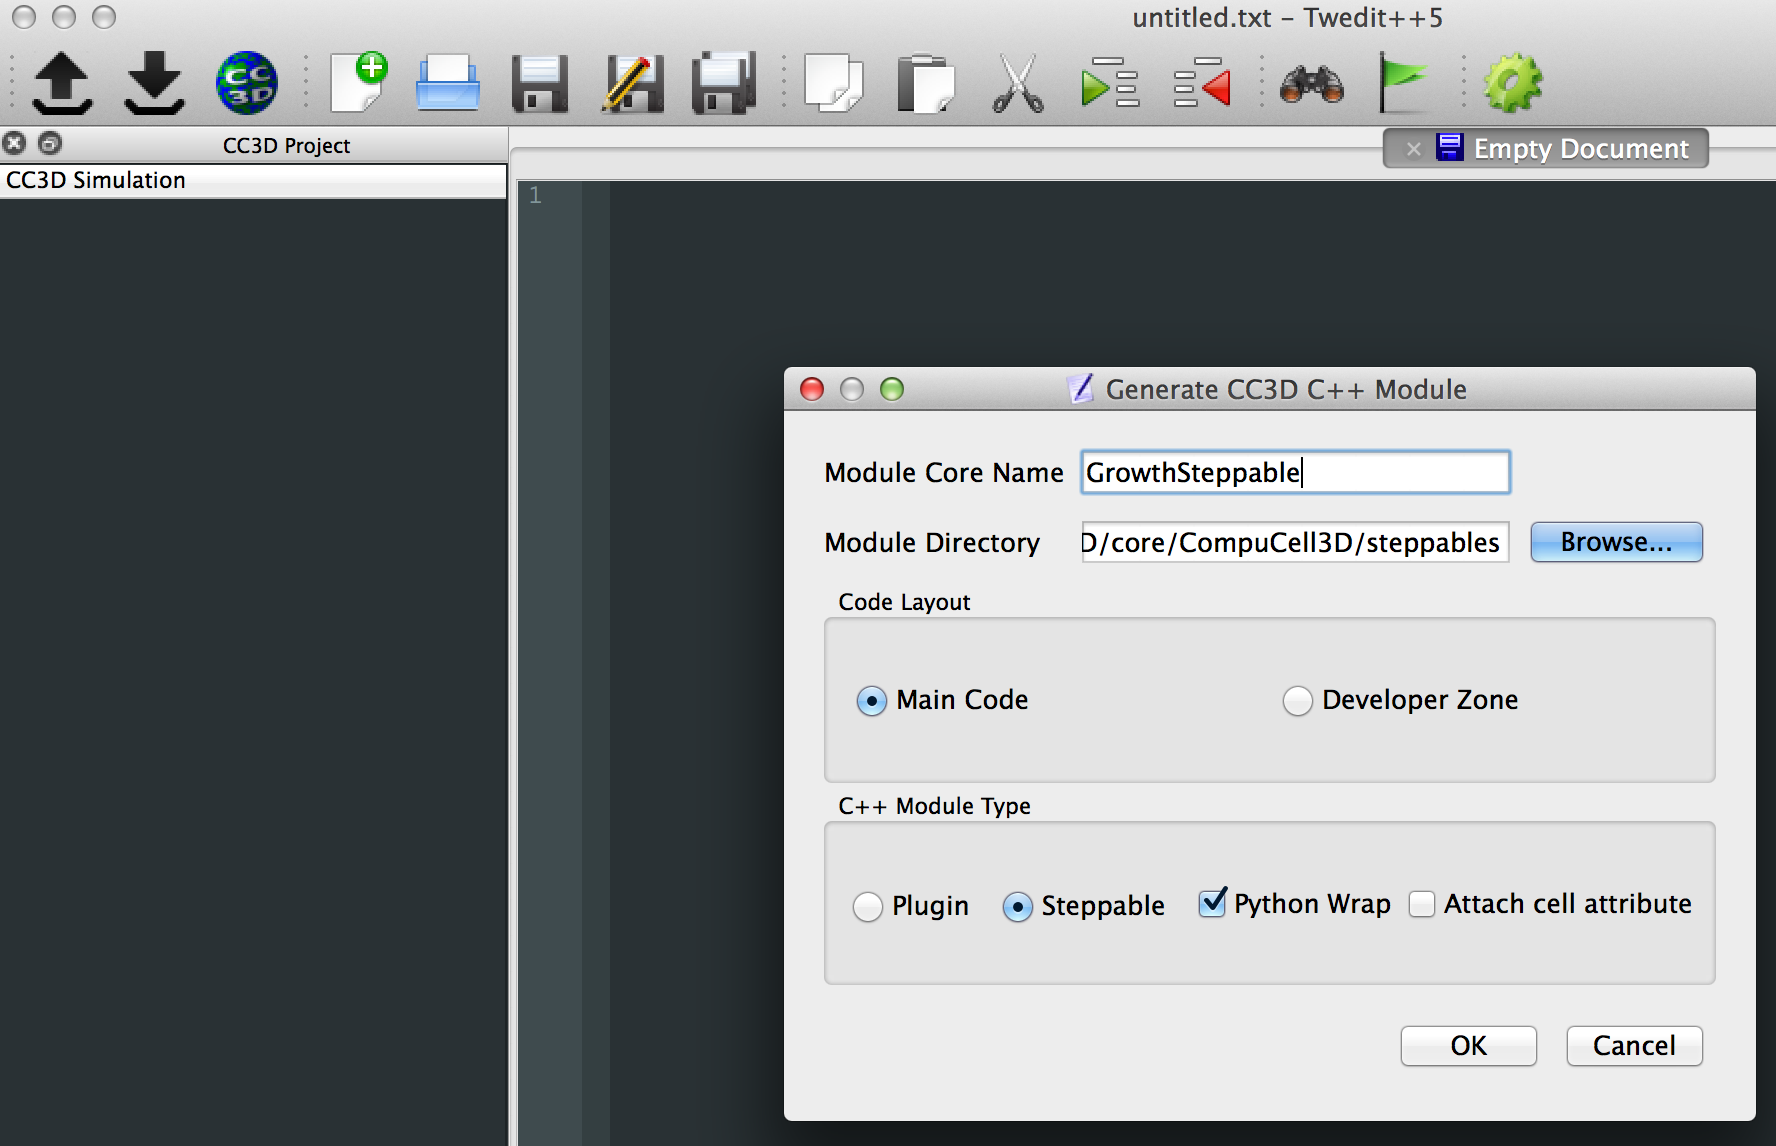 untitled.txt – Twedit++5
CC
3D
CC3D Project
Empty Document
CC3D Simulation
1
Generate CC3D C++ Module
Module Core Name GrowthSteppable
Module Directory D/core/CompuCell3D/steppables Browse...
Code Layout
Main Code Developer Zone
C++ Module Type
Plugin Steppable Python Wrap Attach cell attribute
OK Cancel